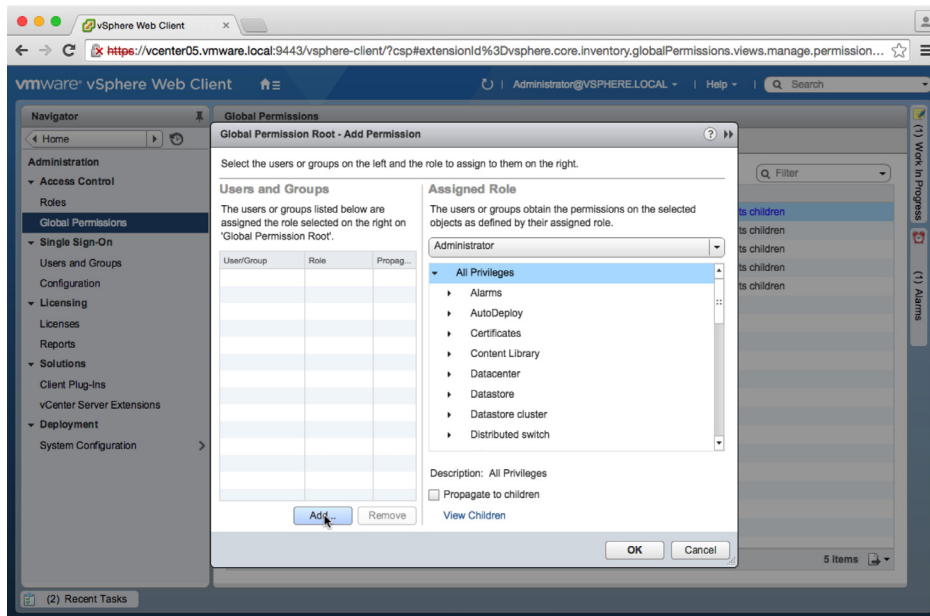 vSphere Web Client
https://vcenter05.vmware.local:9443/vsphere-client/?csp#extensionId%3Dvsphere.core.inventory.globalPermissions.views.manage.permission...
vmware® vSphere Web Client
Administrator@VSPHERE.LOCAL
Help
Search
Navigator
Home
Administration
Access Control
Roles
Global Permissions
Single Sign-On
Users and Groups
Configuration
Licensing
Licenses
Reports
Solutions
Client Plug-Ins
vCenter Server Extensions
Deployment
System Configuration
Global Permissions
Global Permission Root - Add Permission
Select the users or groups on the left and the role to assign to them on the right.
Users and Groups
The users or groups listed below are
assigned the role selected on the right on
'Global Permission Root'.
User/Group Role Propag...
Add...
Remove
Assigned Role
The users or groups obtain the permissions on the selected
objects as defined by their assigned role.
Administrator
All Privileges
Alarms
AutoDeploy
Certificates
Content Library
Datacenter
Datastore
Datastore cluster
Distributed switch
Description: All Privileges
Propagate to children
View Children
OK
Cancel
Filter
ts children
ts children
ts children
ts children
ts children
5 items
(1) Work In Progress
(1) Alarms
(2) Recent Tasks